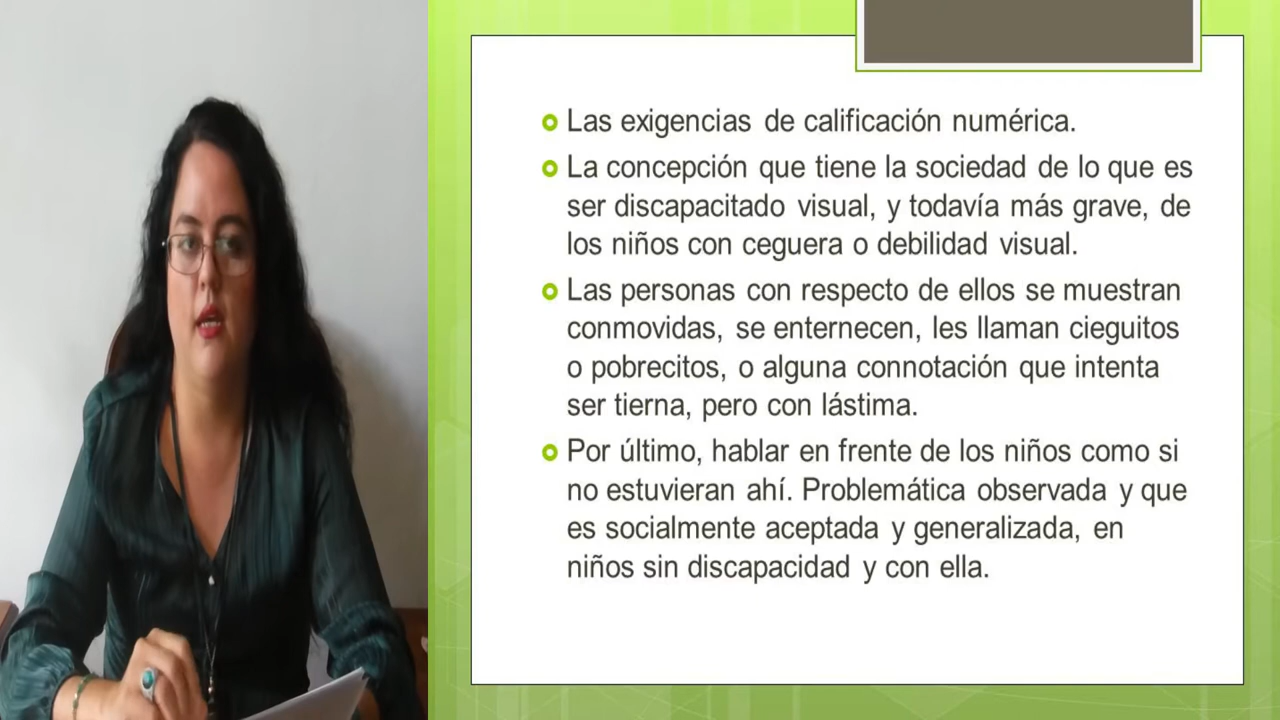 Las exigencias de calificación numérica.
La concepción que tiene la sociedad de lo que es
ser discapacitado visual, y todavía más grave, de
los niños con ceguera o debilidad visual.
Las personas con respecto de ellos se muestran
conmovidas, se enternecen, les llaman cieguitos
o pobrecitos, o alguna connotación que intenta
ser tierna, pero con lástima.
Por último, hablar en frente de los niños como si
no estuvieran ahí. Problemática observada y que
es socialmente aceptada y generalizada, en
niños sin discapacidad y con ella.